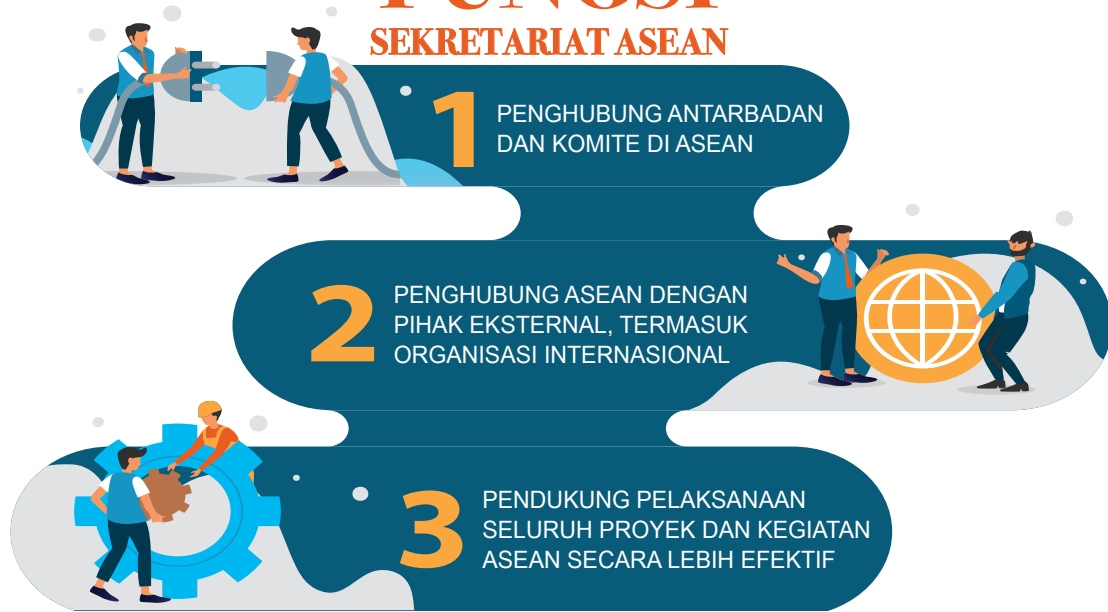 FUNGSI
SEKRETARIAT ASEAN
1
PENGHUBUNG ANTARBADAN
DAN KOMITE DI ASEAN
2
PENGHUBUNG ASEAN DENGAN
PIHAK EKSTERNAL, TERMASUK
ORGANISASI INTERNASIONAL
3
PENDUKUNG PELAKSANAAN
SELURUH PROYEK DAN KEGIATAN
ASEAN SECARA LEBIH EFEKTIF